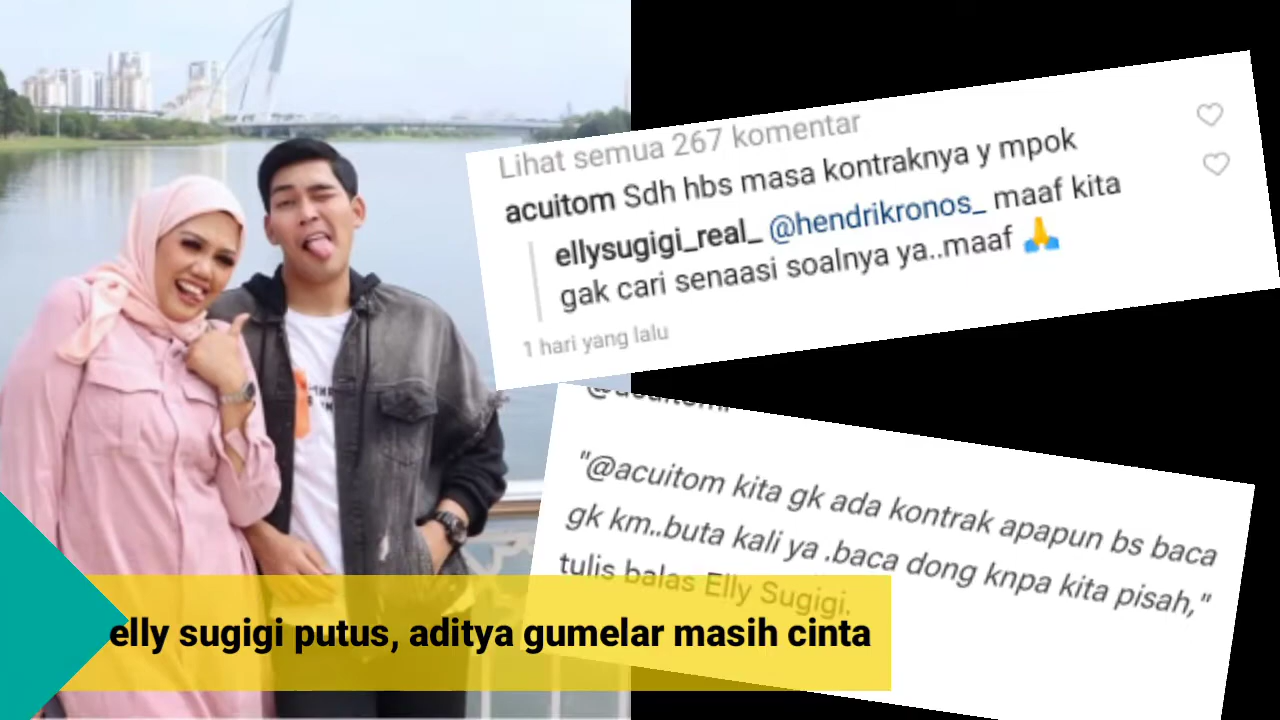 Lihat semua 267 komentar
acuitom Sdh hbs masa kontraknya y mpok
ellysugigi_real_ @hendrikronos_ maaf kita
gak cari senaasi soalnya ya..maaf 🙏
1 hari yang lalu
"@acuitom kita gk ada kontrak apapun bs baca
gk km..buta kali ya .baca dong knpa kita pisah,"
tulis balas Elly Sugigi.
elly sugigi putus, aditya gumelar masih cinta